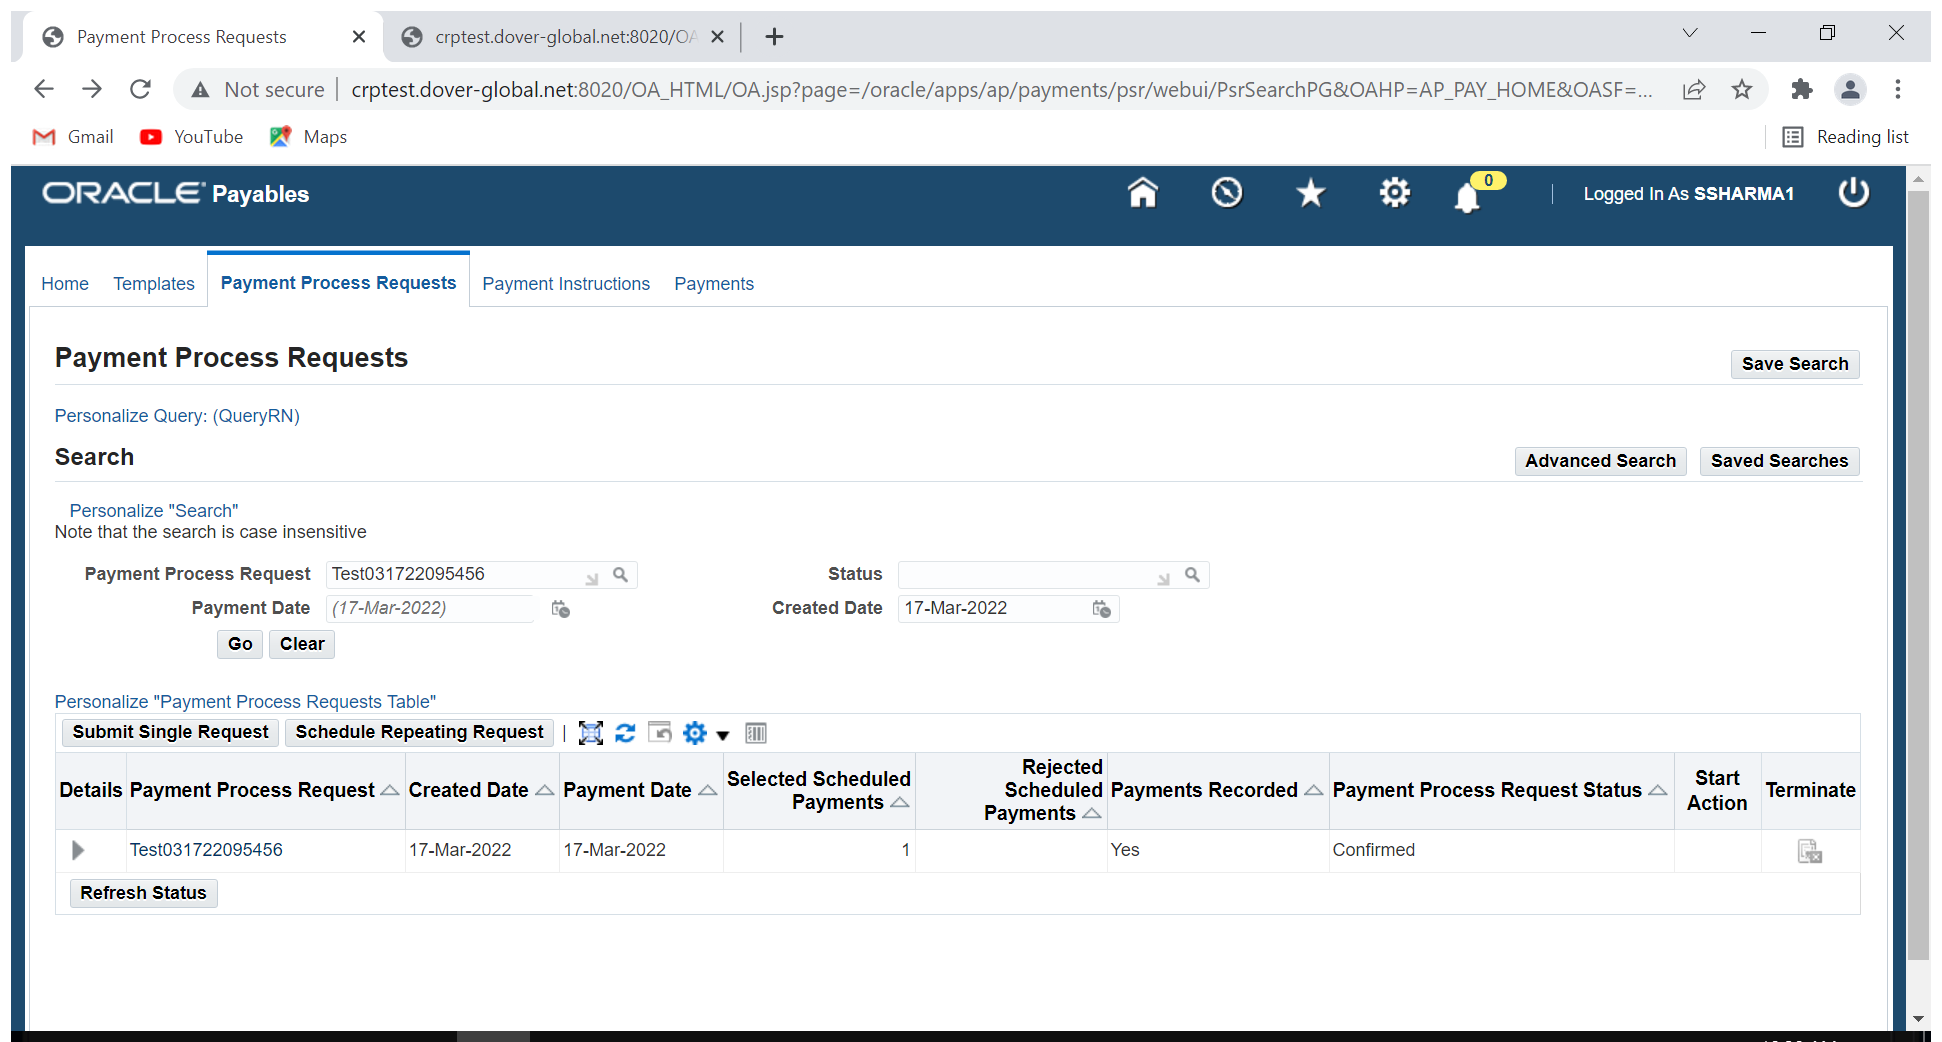 Payment Process Requests
crptest.dover-global.net:8020/OA
Not secure | crptest.dover-global.net:8020/OA_HTML/OA.jsp?page=/oracle/apps/ap/payments/psr/webui/PsrSearchPG&OAHP=AP_PAY_HOME&OASF=...
Gmail YouTube Maps Reading list
ORACLE Payables 0 Logged In As SSHARMA1
Home Templates Payment Process Requests Payment Instructions Payments
Payment Process Requests
Save Search
Personalize Query: (QueryRN)
Search
Advanced Search Saved Searches
Personalize "Search"
Note that the search is case insensitive
Payment Process Request Test031722095456 Status
Payment Date (17-Mar-2022) Created Date 17-Mar-2022
Go Clear
Personalize "Payment Process Requests Table"
Submit Single Request Schedule Repeating Request
Details Payment Process Request Created Date Payment Date Selected Scheduled Payments Rejected Scheduled Payments Payments Recorded Payment Process Request Status Start Action Terminate
Test031722095456 17-Mar-2022 17-Mar-2022 1 Yes Confirmed
Refresh Status